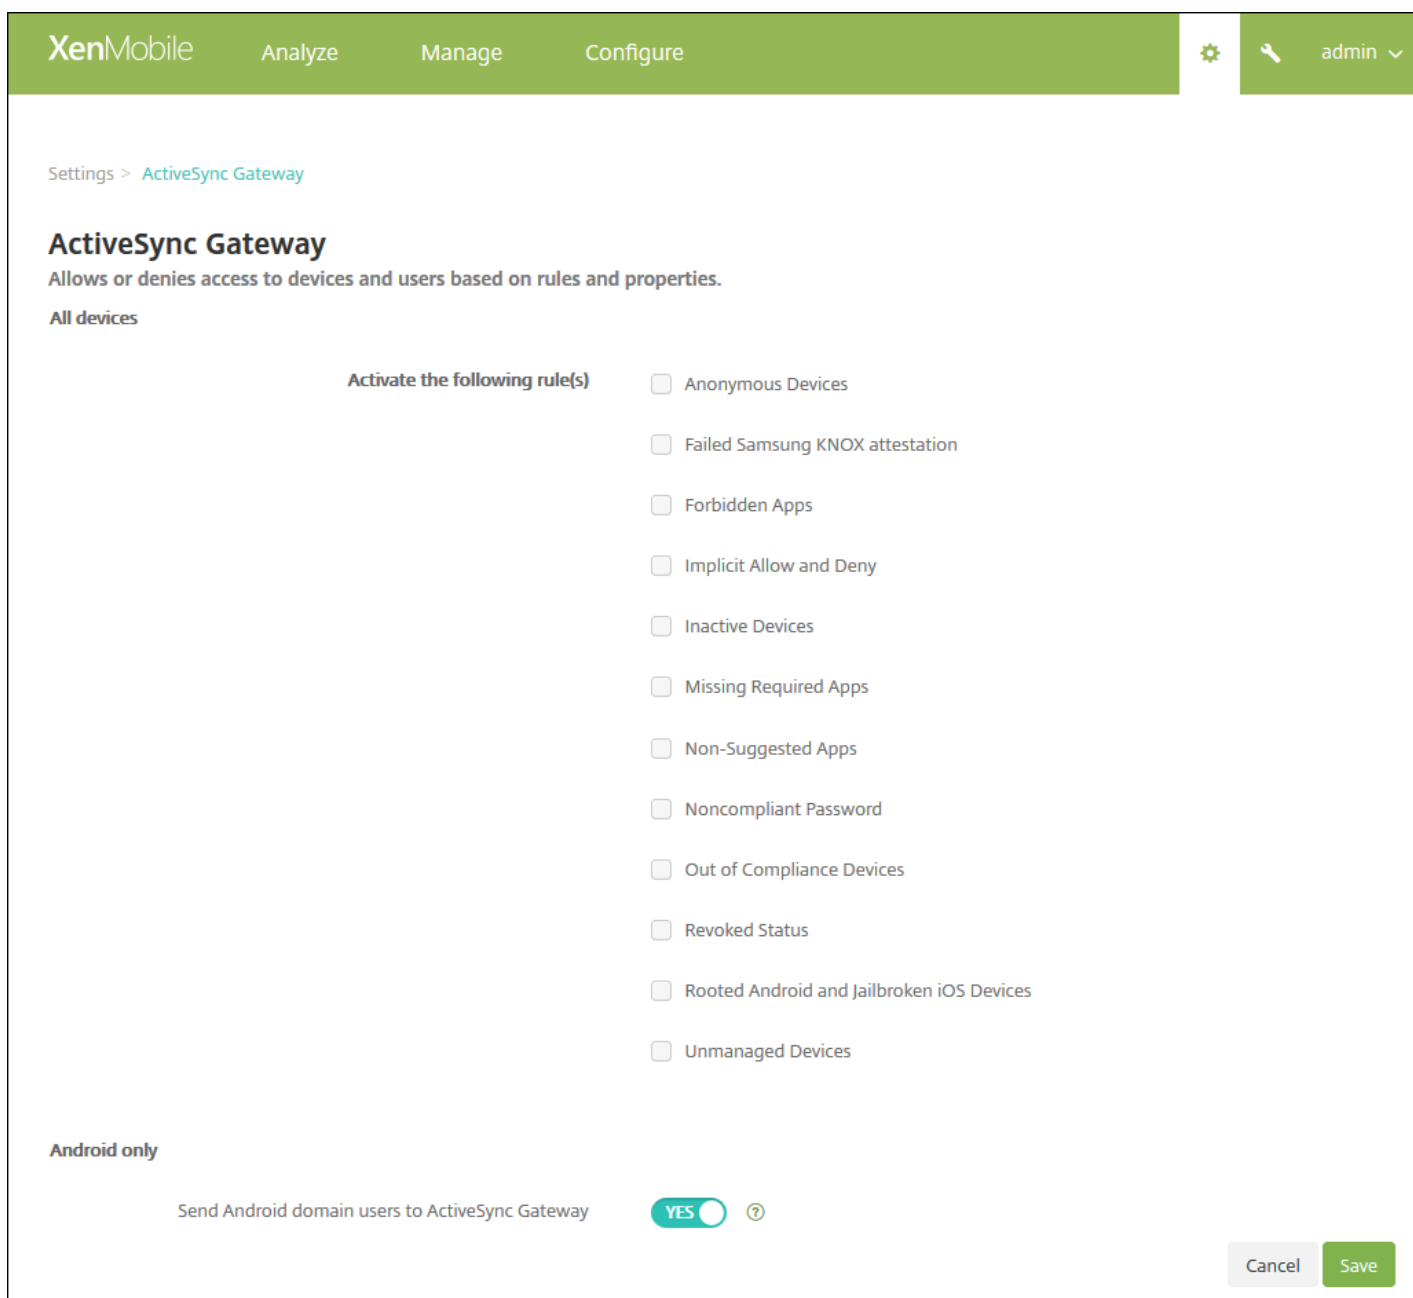 XenMobile Analyze Manage Configure admin
Settings > ActiveSync Gateway
ActiveSync Gateway
Allows or denies access to devices and users based on rules and properties.
All devices
Activate the following rule(s)
Anonymous Devices
Failed Samsung KNOX attestation
Forbidden Apps
Implicit Allow and Deny
Inactive Devices
Missing Required Apps
Non-Suggested Apps
Noncompliant Password
Out of Compliance Devices
Revoked Status
Rooted Android and Jailbroken iOS Devices
Unmanaged Devices
Android only
Send Android domain users to ActiveSync Gateway YES ?
Cancel Save